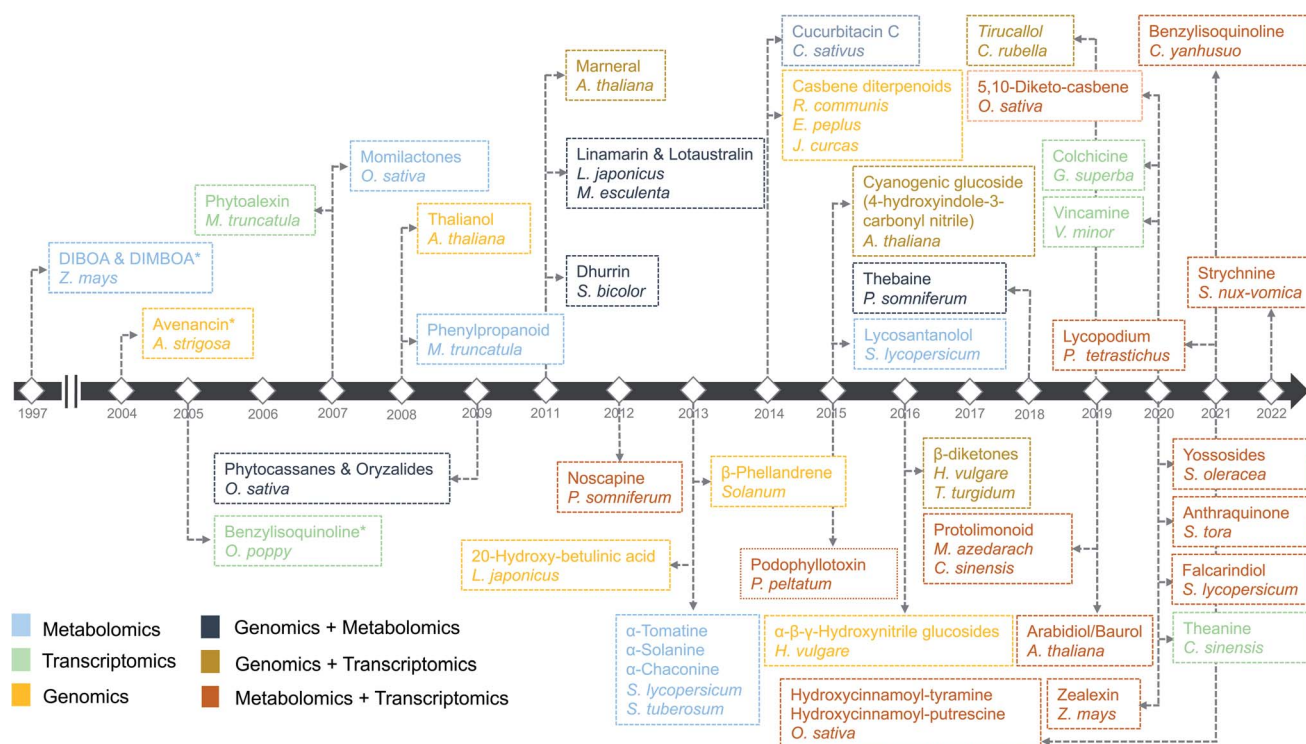 Cucurbitacin C
C. sativus
Tirucallol
C. rubella
Benzylisoquinoline
C. yanhusuo
Marneral
A. thaliana
Casbene diterpenoids
R. communis
E. peplus
J. curcas
5,10-Diketo-casbene
O. sativa
Momilactones
O. sativa
Linamarin & Lotaustralin
L. japonicus
M. esculenta
Cyanogenic glucoside
(4-hydroxyindole-3-
carbonyl nitrile)
A. thaliana
Colchicine
G. superba
Phytoalexin
M. truncatula
Thalianol
A. thaliana
Vincamine
V. minor
DIBOA & DIMBOA*
Z. mays
Dhurrin
S. bicolor
Thebaine
P. somniferum
Strychnine
S. nux-vomica
Avenancin*
A. strigosa
Phenylpropanoid
M. truncatula
Lycosantanolol
S. lycopersicum
Lycopodium
P. tetrastichus
1997
2004
2005
2006
2007
2008
2009
2011
2012
2013
2014
2015
2016
2017
2018
2019
2020
2021
2022
Phytocassanes & Oryzalides
O. sativa
Noscapine
P. somniferum
β-Phellandrene
Solanum
β-diketones
H. vulgare
T. turgidum
Yossosides
S. oleracea
Benzylisoquinoline*
O. poppy
20-Hydroxy-betulinic acid
L. japonicus
Podophyllotoxin
P. peltatum
Protolimonoid
M. azedarach
C. sinensis
Anthraquinone
S. tora
Falcarindiol
S. lycopersicum
α-Tomatine
α-Solanine
α-Chaconine
S. lycopersicum
S. tuberosum
α-β-γ-Hydroxynitrile glucosides
H. vulgare
Arabidiol/Baurol
A. thaliana
Theanine
C. sinensis
Hydroxycinnamoyl-tyramine
Hydroxycinnamoyl-putrescine
O. sativa
Zealexin
Z. mays
Metabolomics
Transcriptomics
Genomics
Genomics + Metabolomics
Genomics + Transcriptomics
Metabolomics + Transcriptomics